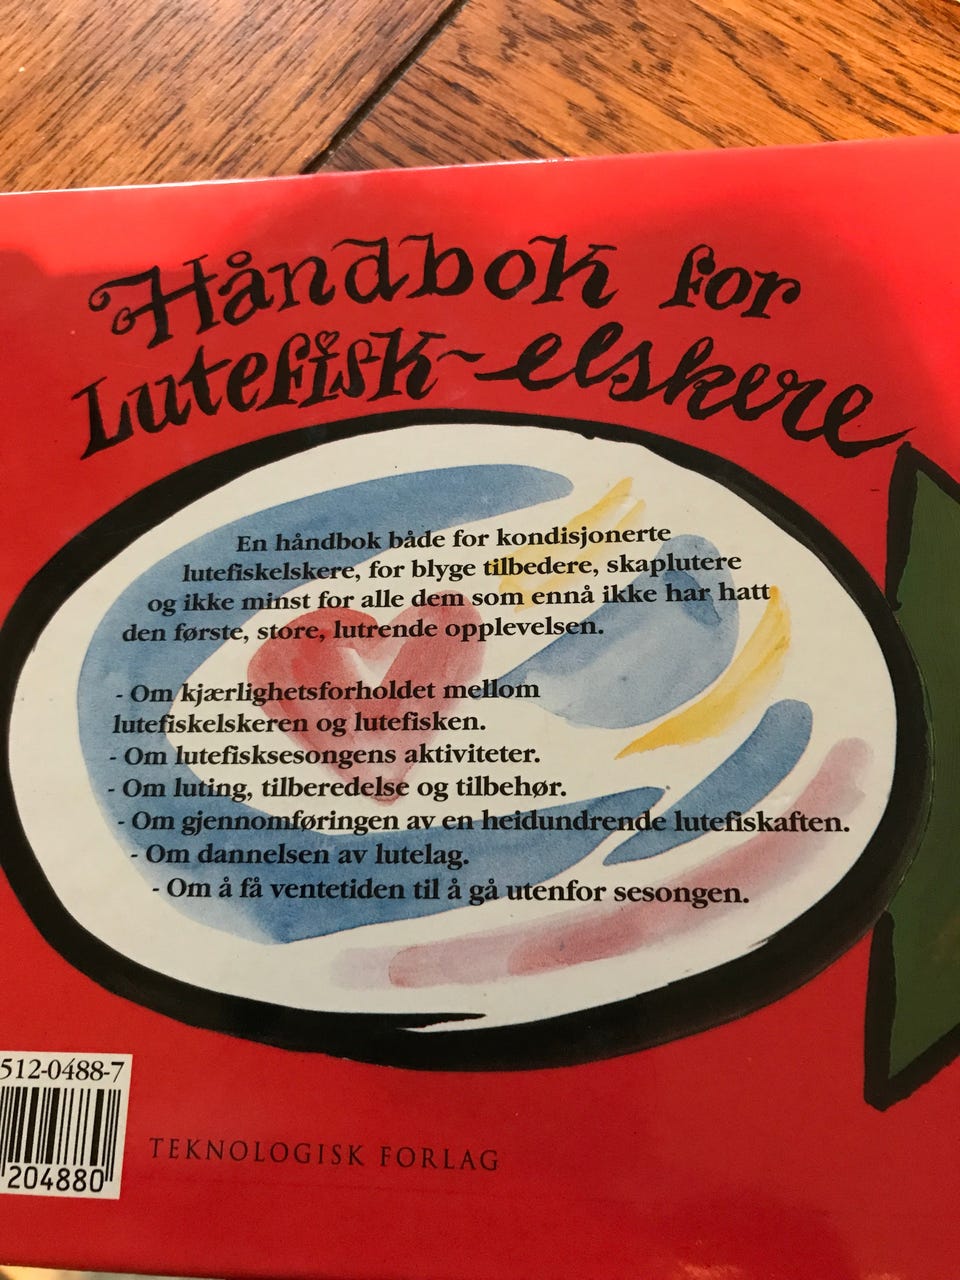 Håndbok for
Lutefisk-elskere
En håndbok både for kondisjonerte
lutefiskelskere, for blyge tilbedere, skaplutere
og ikke minst for alle dem som ennå ikke har hatt
den første, store, lutrende opplevelsen.
- Om kjærlighetsforholdet mellom
lutefiskelskeren og lutefisken.
- Om lutefisksesongens aktiviteter.
- Om luting, tilberedelse og tilbehør.
- Om gjennomføringen av en heidundrende lutefiskaften.
- Om dannelsen av lutelag.
- Om å få ventetiden til å gå utenfor sesongen.
512-0488-7
204880
TEKNOLOGISK FORLAG